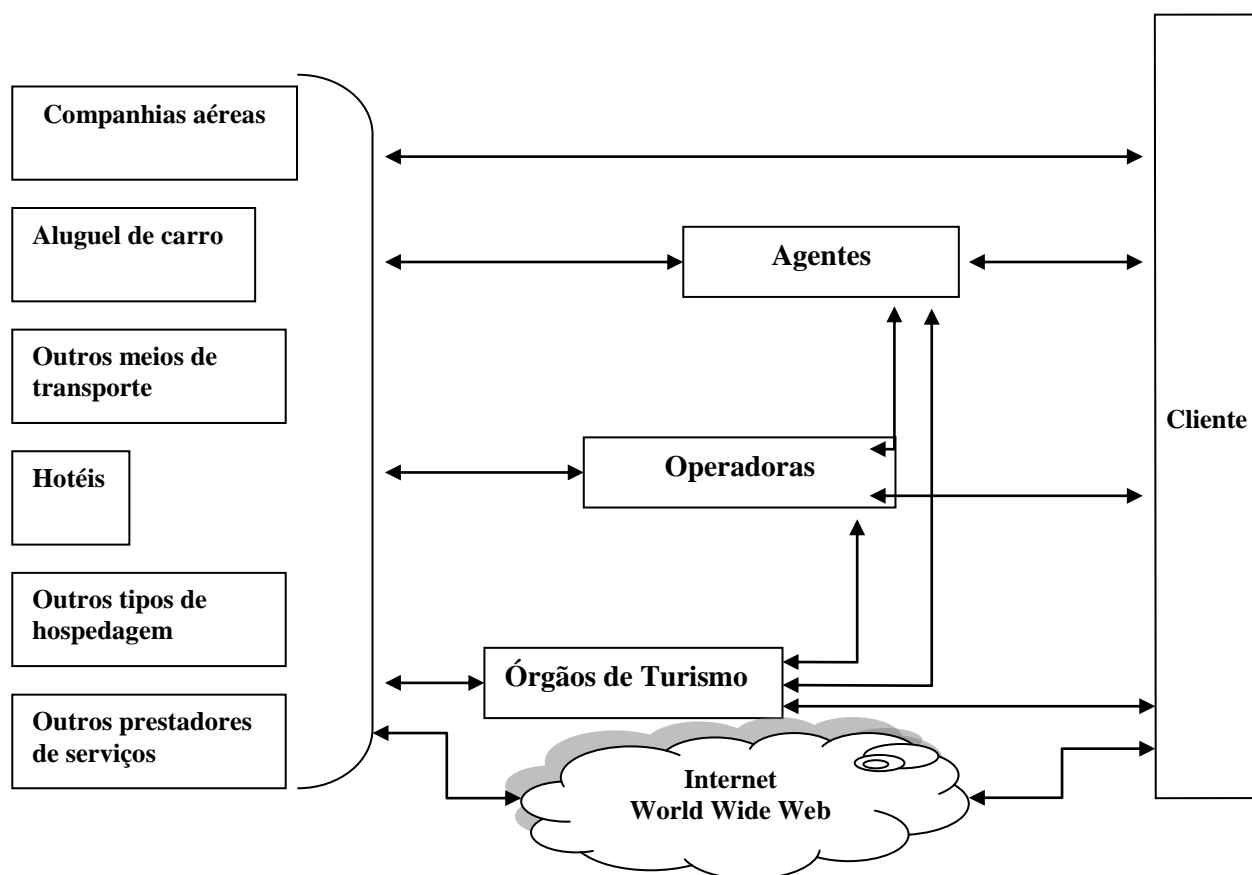 Companhias aéreas
Aluguel de carro
Outros meios de
transporte
Hotéis
Outros tipos de
hospedagem
Outros prestadores
de serviços
Agentes
Operadoras
Órgãos de Turismo
Internet
World Wide Web
Cliente